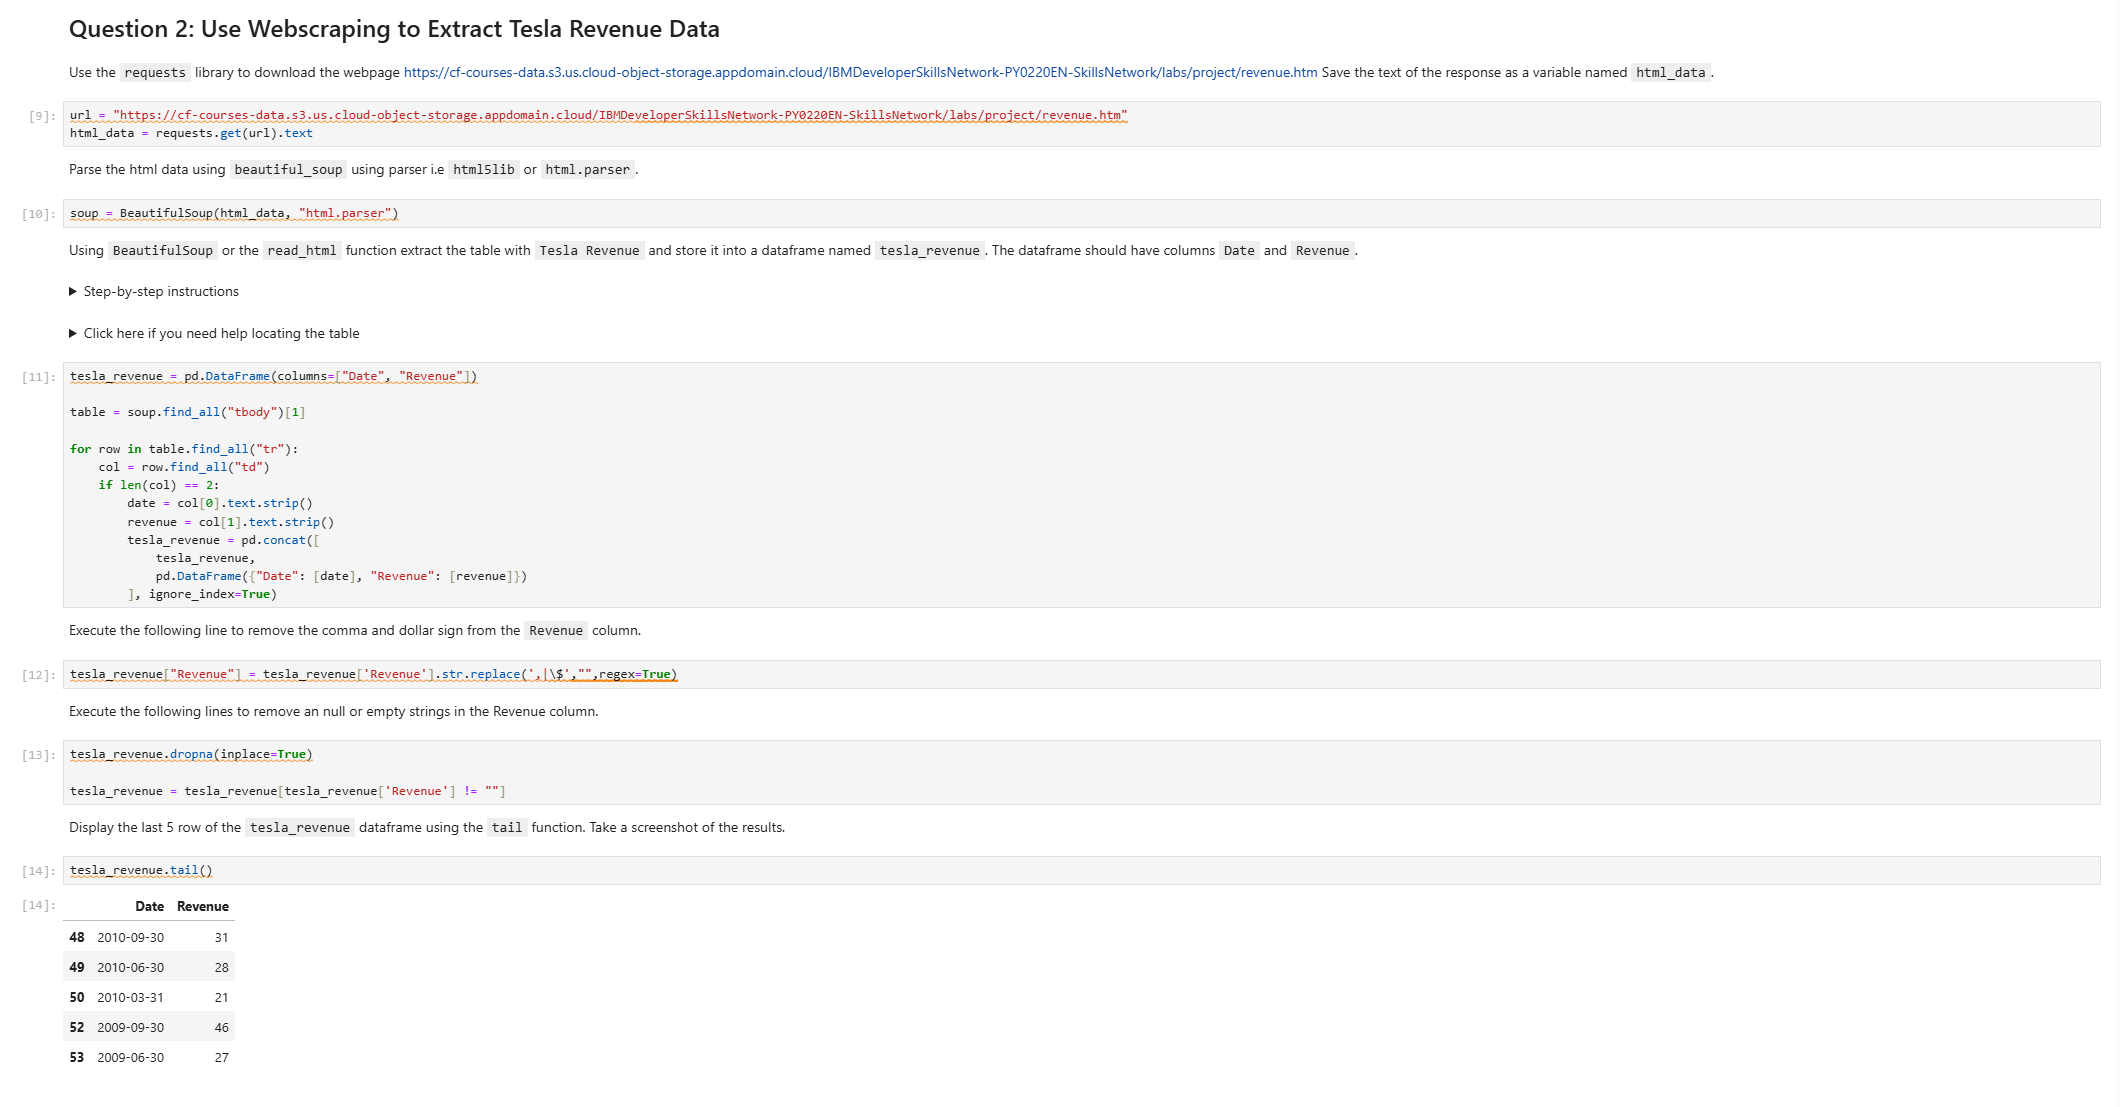 Question 2: Use Webscraping to Extract Tesla Revenue Data
Use the requests library to download the webpage https://cf-courses-data.s3.us.cloud-object-storage.appdomain.cloud/IBMDeveloperSkillsNetwork-PY0220EN-SkillsNetwork/labs/project/revenue.htm Save the text of the response as a variable named html_data.
[9]: url = "https://cf-courses-data.s3.us.cloud-object-storage.appdomain.cloud/IBMDeveloperSkillsNetwork-PY0220EN-SkillsNetwork/labs/project/revenue.htm"
html_data = requests.get(url).text
Parse the html data using beautiful_soup using parser i.e html5lib or html.parser.
[10]: soup = BeautifulSoup(html_data, "html.parser")
Using BeautifulSoup or the read_html function extract the table with Tesla Revenue and store it into a dataframe named tesla_revenue. The dataframe should have columns Date and Revenue.
▶ Step-by-step instructions
▶ Click here if you need help locating the table
[11]: tesla_revenue = pd.DataFrame(columns=["Date", "Revenue"])
table = soup.find_all("tbody")[1]
for row in table.find_all("tr"):
    col = row.find_all("td")
    if len(col) == 2:
        date = col[0].text.strip()
        revenue = col[1].text.strip()
        tesla_revenue = pd.concat([
            tesla_revenue,
            pd.DataFrame({"Date": [date], "Revenue": [revenue]})
        ], ignore_index=True)
Execute the following line to remove the comma and dollar sign from the Revenue column.
[12]: tesla_revenue["Revenue"] = tesla_revenue['Revenue'].str.replace(',|\$',"",regex=True)
Execute the following lines to remove an null or empty strings in the Revenue column.
[13]: tesla_revenue.dropna(inplace=True)
tesla_revenue = tesla_revenue[tesla_revenue['Revenue'] != ""]
Display the last 5 row of the tesla_revenue dataframe using the tail function. Take a screenshot of the results.
[14]: tesla_revenue.tail()
[14]: Date Revenue
48 2010-09-30 31
49 2010-06-30 28
50 2010-03-31 21
52 2009-09-30 46
53 2009-06-30 27